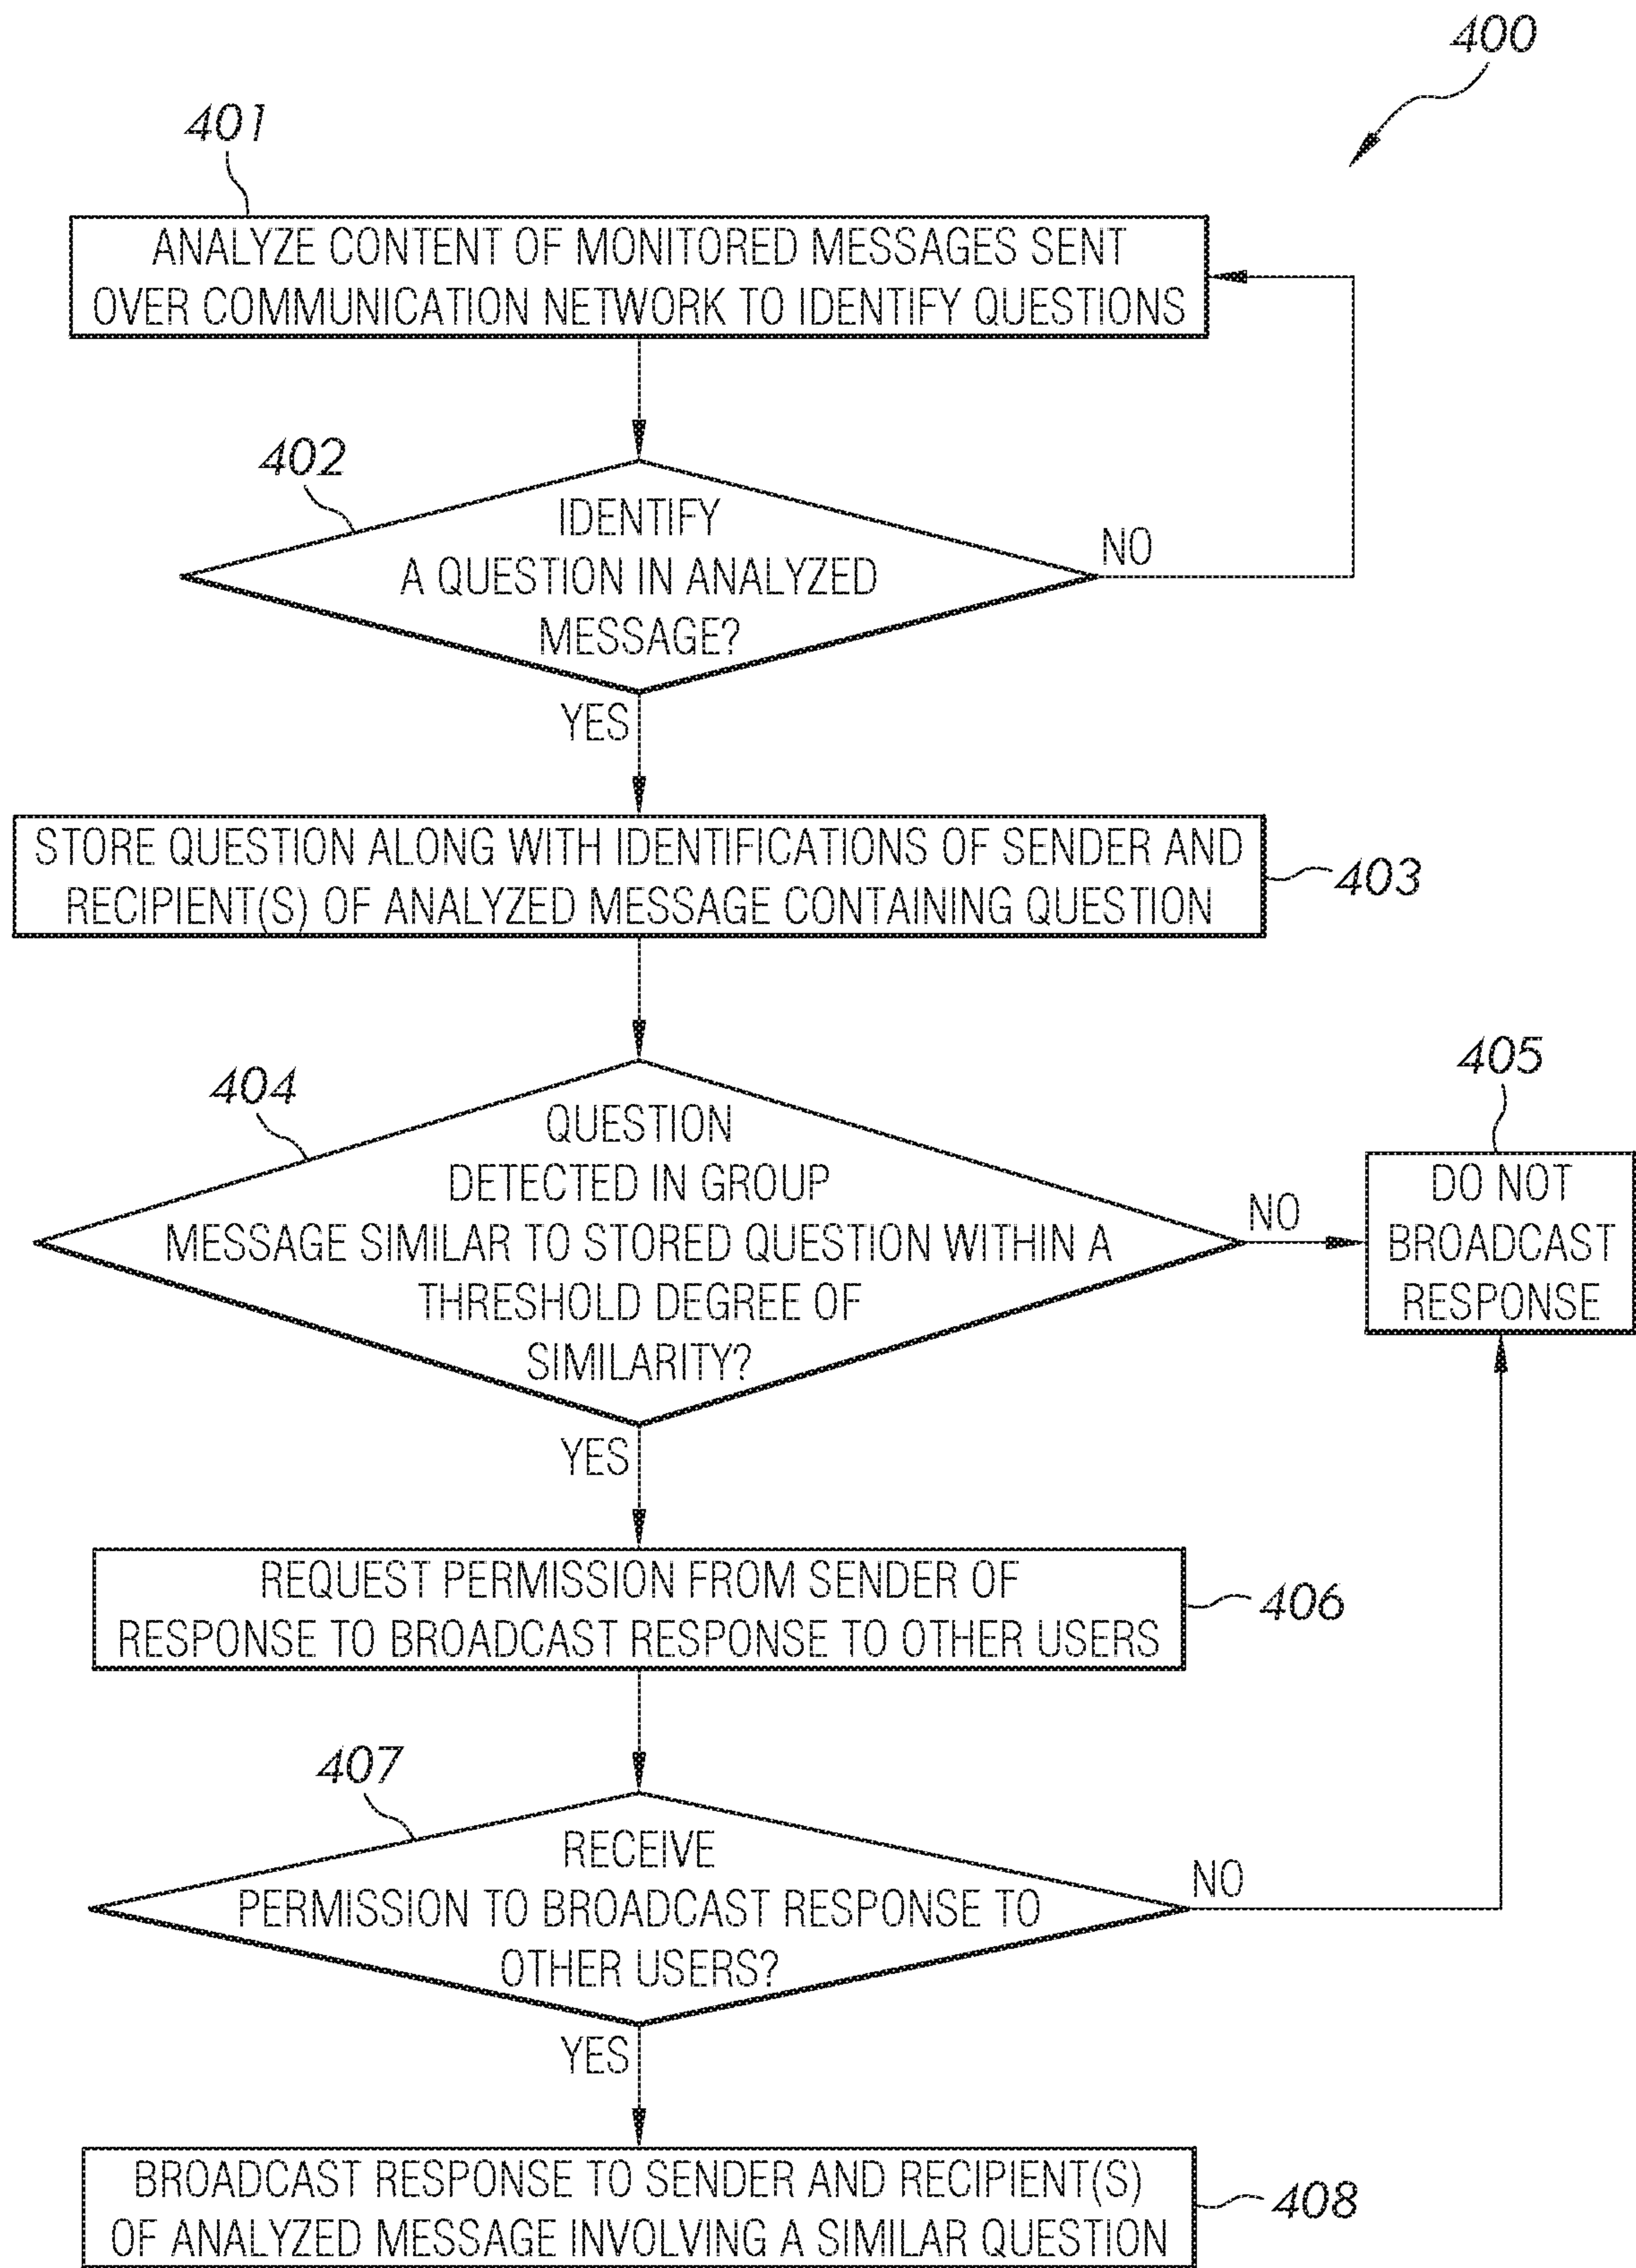 400
401
ANALYZE CONTENT OF MONITORED MESSAGES SENT
OVER COMMUNICATION NETWORK TO IDENTIFY QUESTIONS
402
IDENTIFY
A QUESTION IN ANALYZED
MESSAGE?
NO
YES
STORE QUESTION ALONG WITH IDENTIFICATIONS OF SENDER AND
RECIPIENT(S) OF ANALYZED MESSAGE CONTAINING QUESTION
403
404
QUESTION
DETECTED IN GROUP
MESSAGE SIMILAR TO STORED QUESTION WITHIN A
THRESHOLD DEGREE OF
SIMILARITY?
NO
405
DO NOT
BROADCAST
RESPONSE
YES
REQUEST PERMISSION FROM SENDER OF
RESPONSE TO BROADCAST RESPONSE TO OTHER USERS
406
407
RECEIVE
PERMISSION TO BROADCAST RESPONSE TO
OTHER USERS?
NO
YES
BROADCAST RESPONSE TO SENDER AND RECIPIENT(S)
OF ANALYZED MESSAGE INVOLVING A SIMILAR QUESTION
408